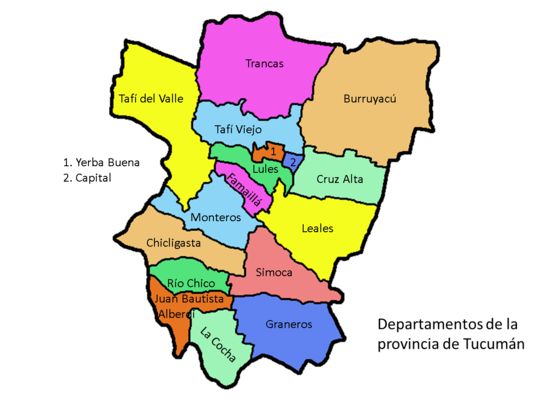 Trancas
Tafí del Valle
Burruyacú
Tafí Viejo
1. Yerba Buena
2. Capital
1
2
Lules
Cruz Alta
Famaillá
Monteros
Leales
Chicligasta
Simoca
Río Chico
Juan Bautista
Alberdi
Graneros
La Cocha
Departamentos de la
provincia de Tucumán